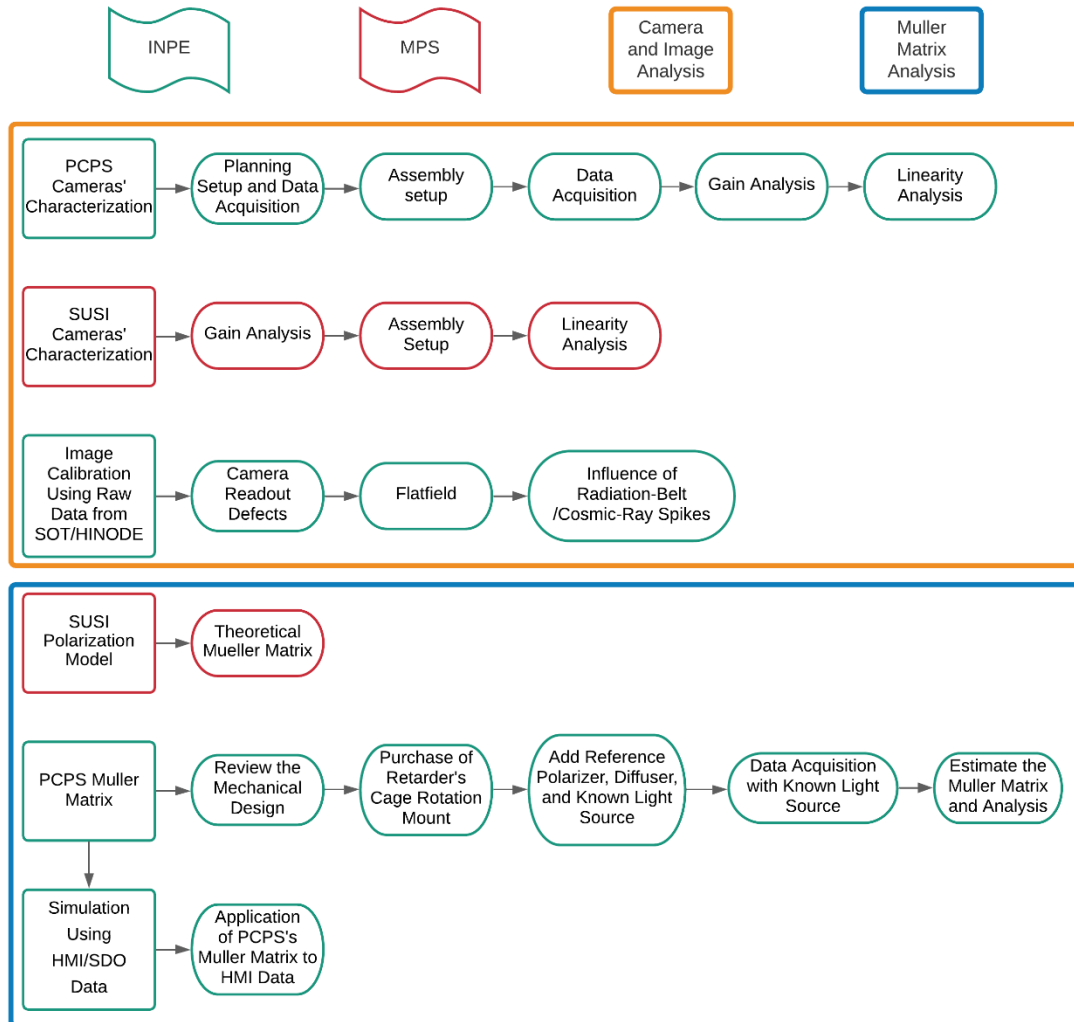 INPE
MPS
Camera
and Image
Analysis
Muller
Matrix
Analysis
PCPS
Cameras'
Characterization
Planning
Setup and Data
Acquisition
Assembly
setup
Data
Acquisition
Gain Analysis
Linearity
Analysis
SUSI
Cameras'
Characterization
Gain Analysis
Assembly
Setup
Linearity
Analysis
Image
Calibration
Using Raw
Data from
SOT/HINODE
Camera
Readout
Defects
Flatfield
Influence of
Radiation-Belt
/Cosmic-Ray Spikes
SUSI
Polarization
Model
Theoretical
Mueller Matrix
PCPS Muller
Matrix
Review the
Mechanical
Design
Purchase of
Retarder's
Cage Rotation
Mount
Add Reference
Polarizer, Diffuser,
and Known Light
Source
Data Acquisition
with Known Light
Source
Estimate the
Muller Matrix
and Analysis
Simulation
Using
HMI/SDO
Data
Application
of PCPS's
Muller Matrix to
HMI Data